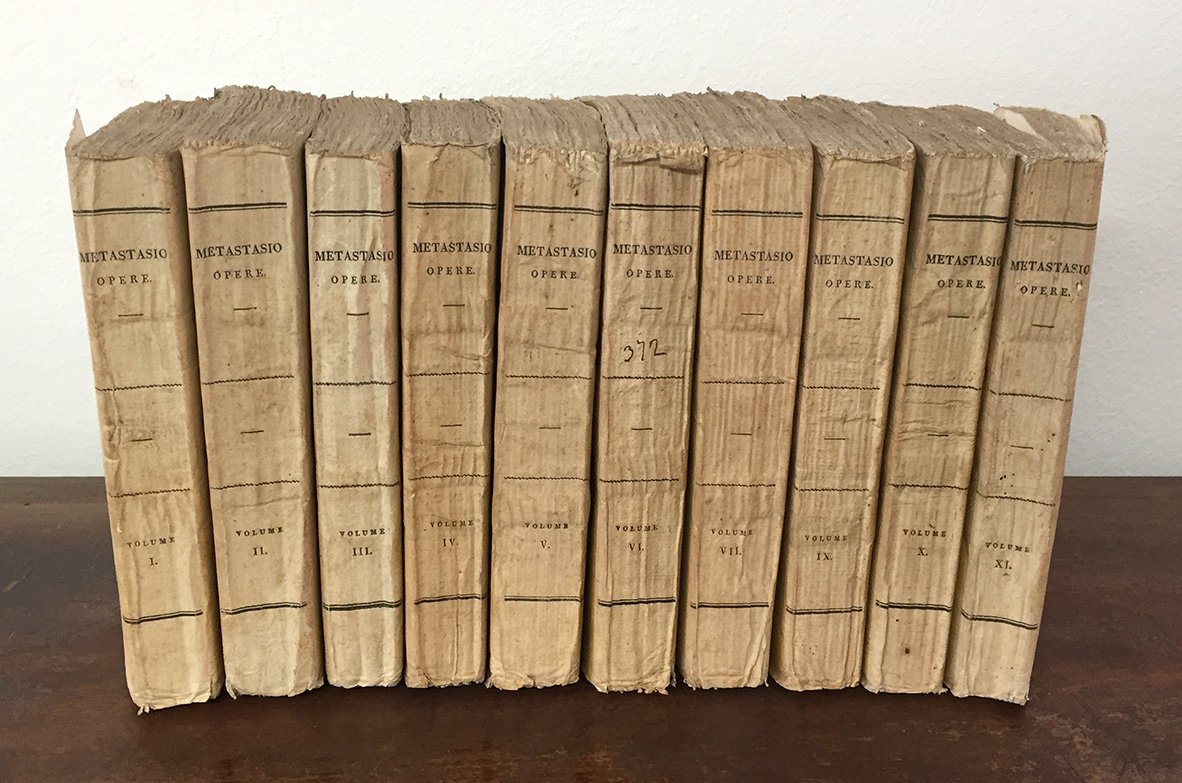 METASTASIO
OPERE.
VOLUME
I.
METASTASIO
OPERE.
VOLUME
II.
METASTASIO
OPERE.
VOLUME
III.
METASTASIO
OPERE.
VOLUME
IV.
METASTASIO
OPERE.
VOLUME
V.
METASTASIO
OPERE.
372
VOLUME
VI.
METASTASIO
OPERE.
VOLUME
VII.
METASTASIO
OPERE.
VOLUME
IX.
METASTASIO
OPERE.
VOLUME
X.
METASTASIO
OPERE.
VOLUME
XI.